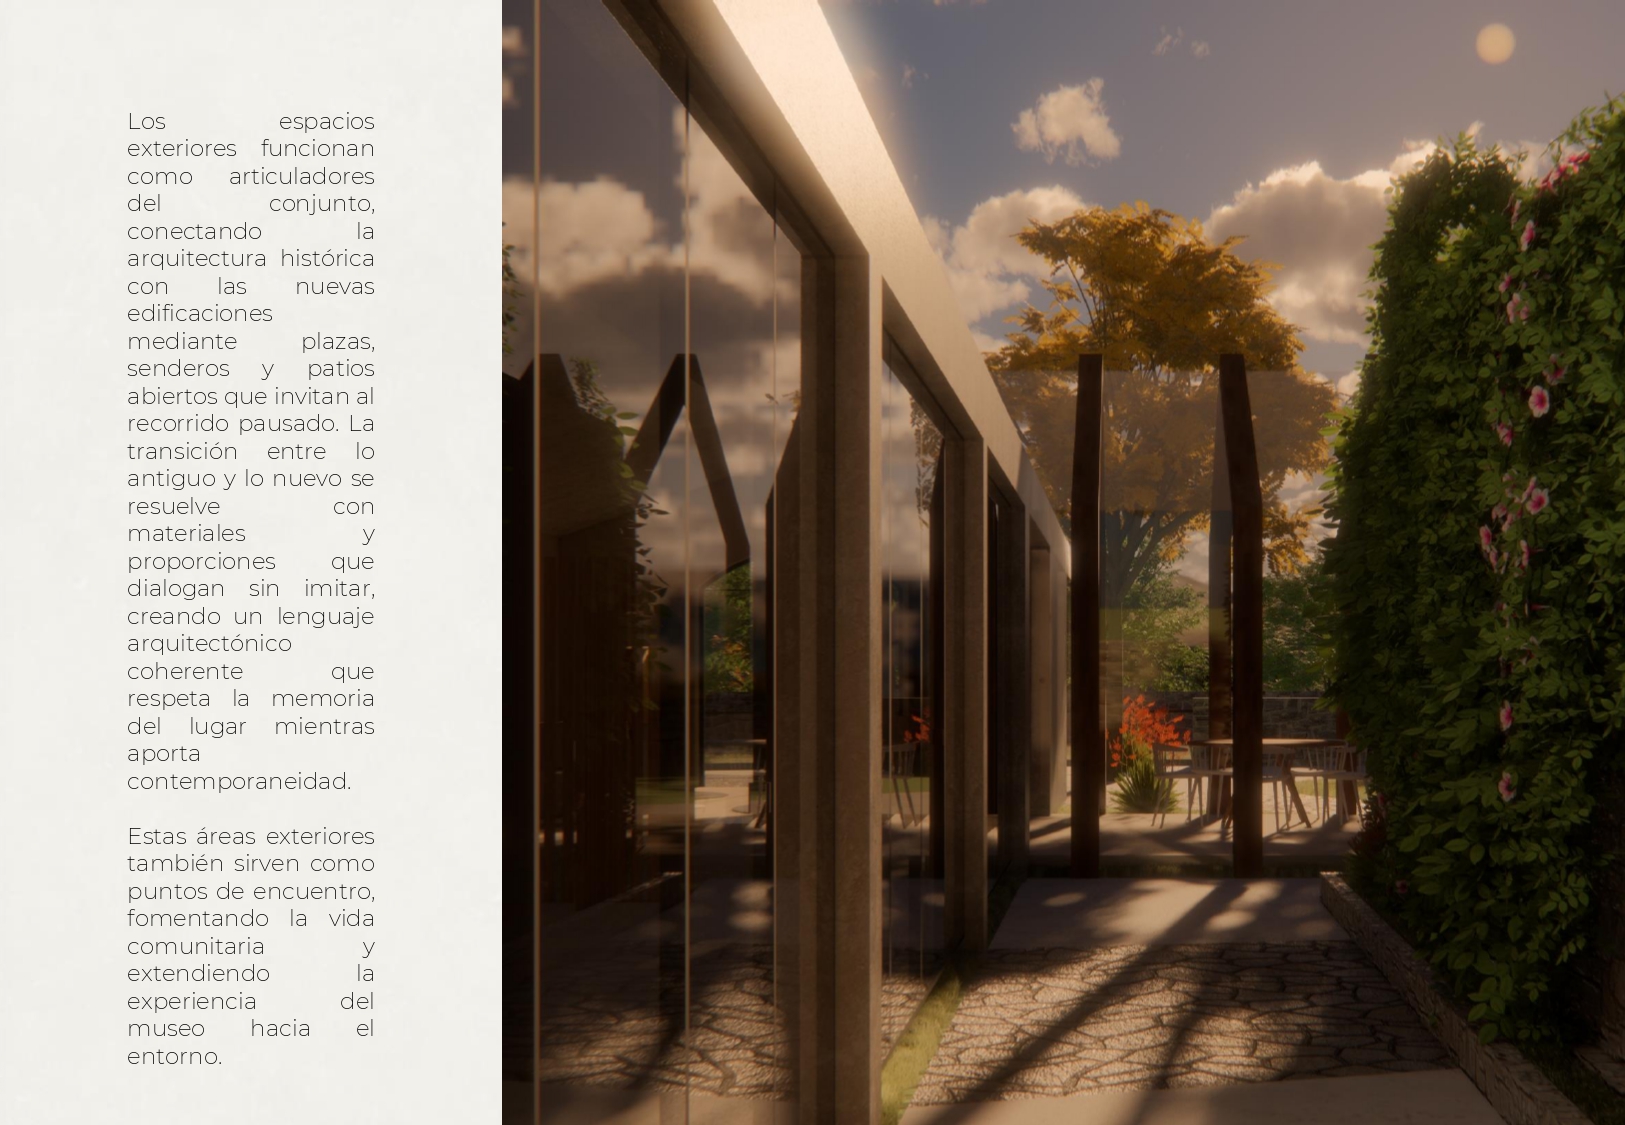 Los espacios
exteriores funcionan
como articuladores
del conjunto,
conectando la
arquitectura histórica
con las nuevas
edificaciones
mediante plazas,
senderos y patios
abiertos que invitan al
recorrido pausado. La
transición entre lo
antiguo y lo nuevo se
resuelve con
materiales y
proporciones que
dialogan sin imitar,
creando un lenguaje
arquitectónico
coherente que
respeta la memoria
del lugar mientras
aporta
contemporaneidad.
Estas áreas exteriores
también sirven como
puntos de encuentro,
fomentando la vida
comunitaria y
extendiendo la
experiencia del
museo hacia el
entorno.